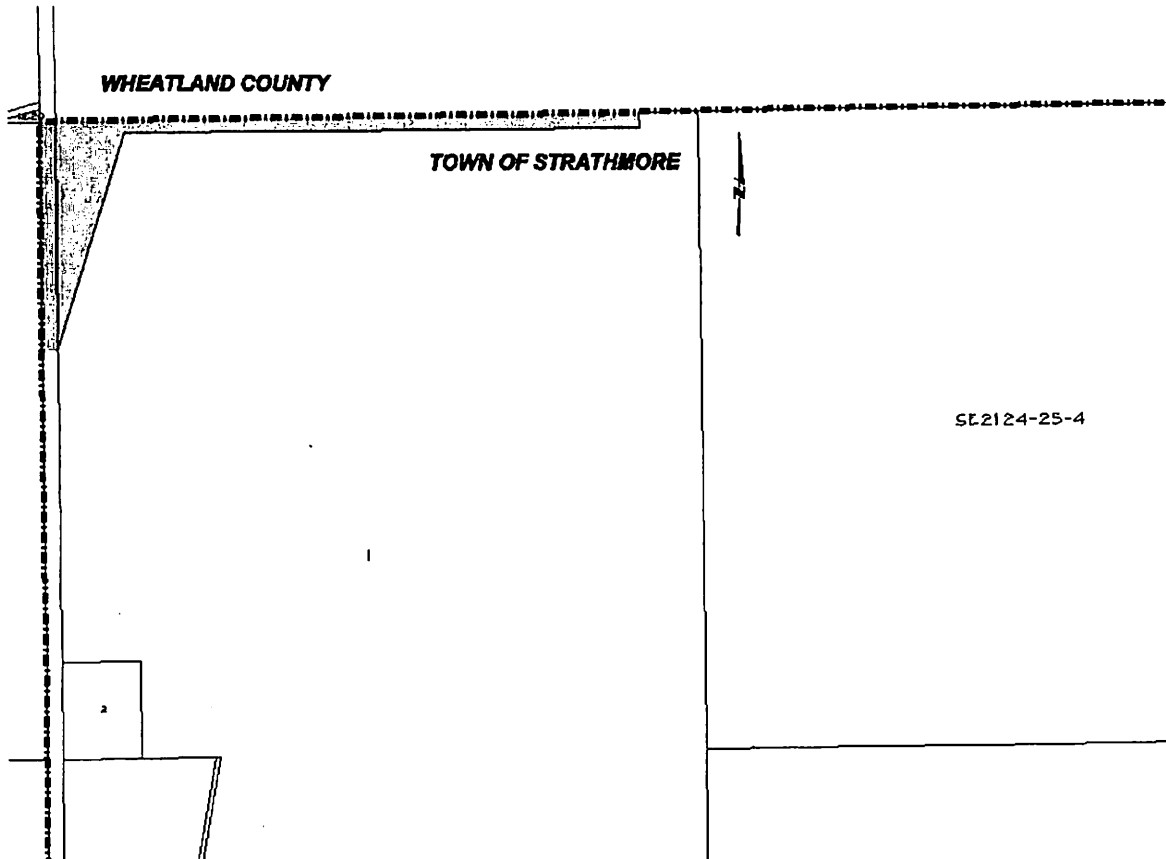 WHEATLAND COUNTY
TOWN OF STRATHMORE
N
SE2124-25-4
1
2